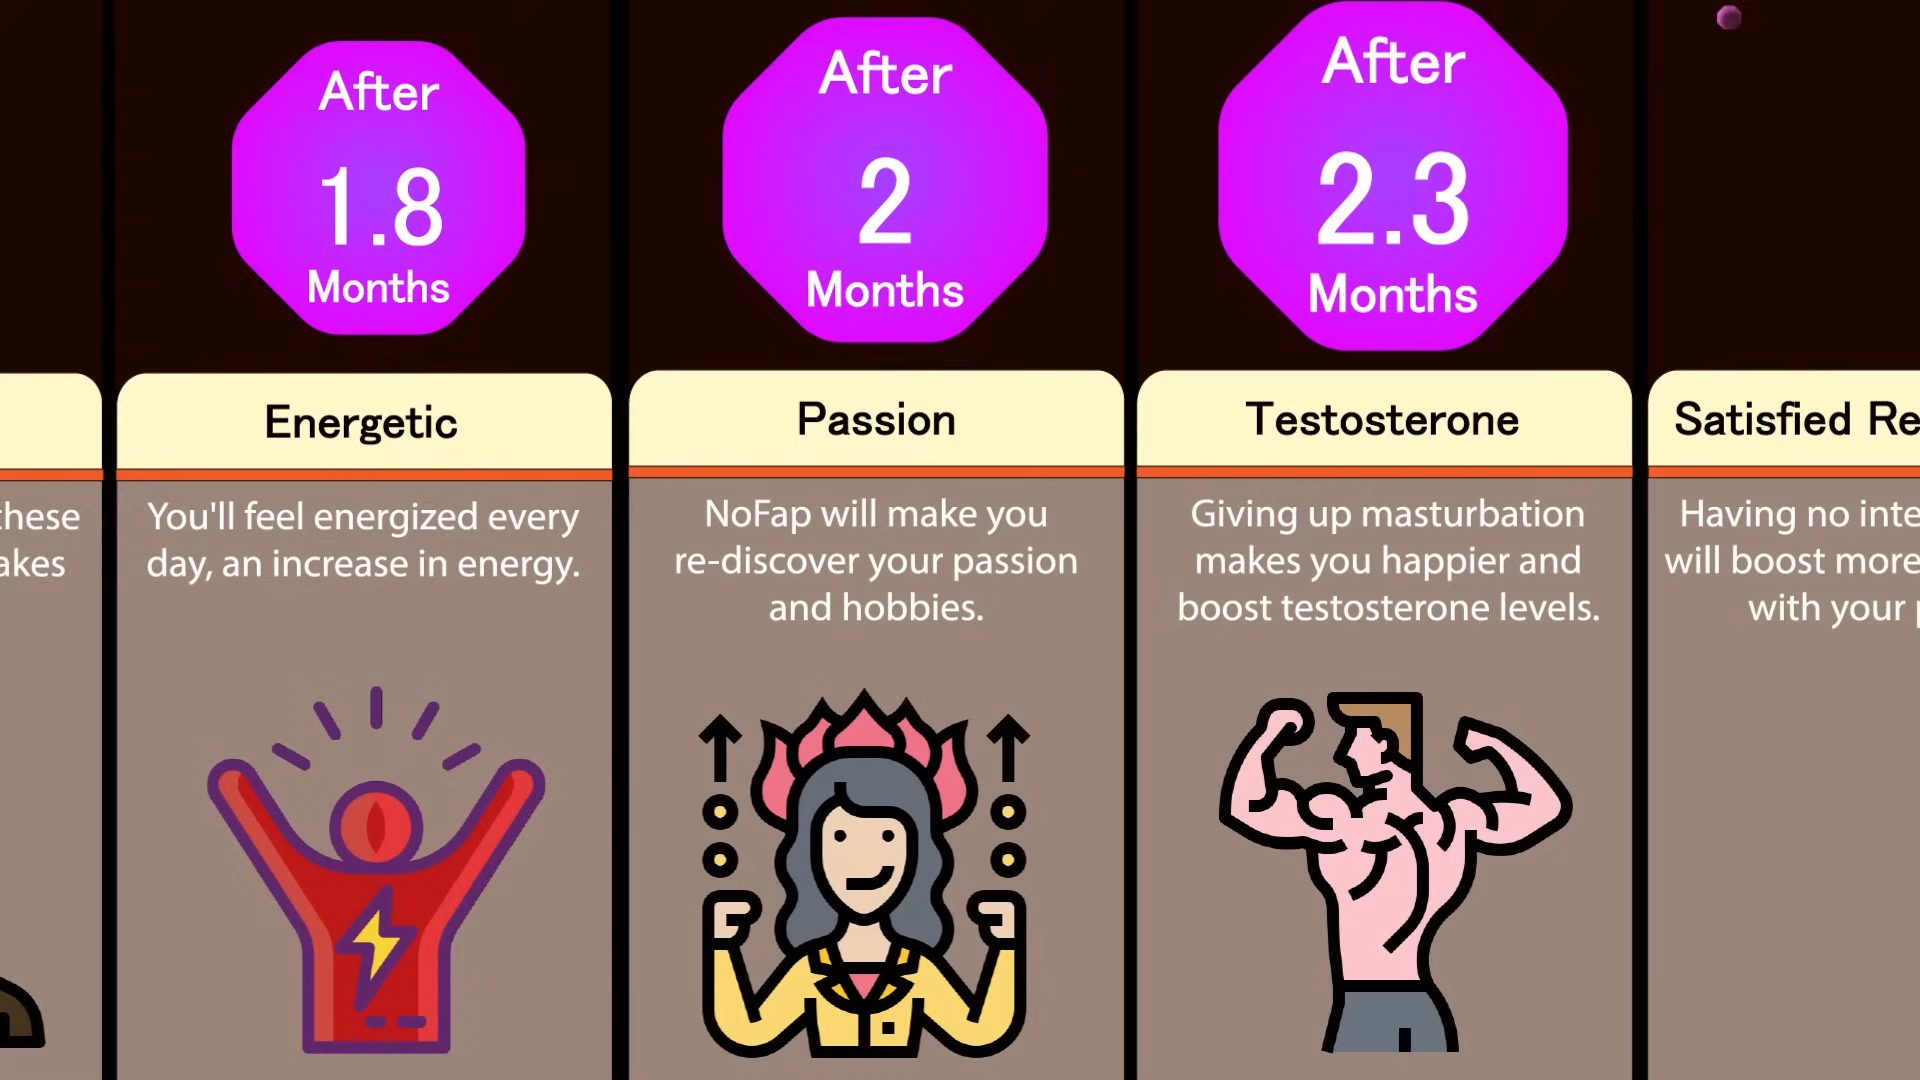 After
1.8
Months
After
2
Months
After
2.3
Months
Energetic
Passion
Testosterone
Satisfied Re
these
akes
You'll feel energized every
day, an increase in energy.
NoFap will make you
re-discover your passion
and hobbies.
Giving up masturbation
makes you happier and
boost testosterone levels.
Having no inte
will boost more
with your